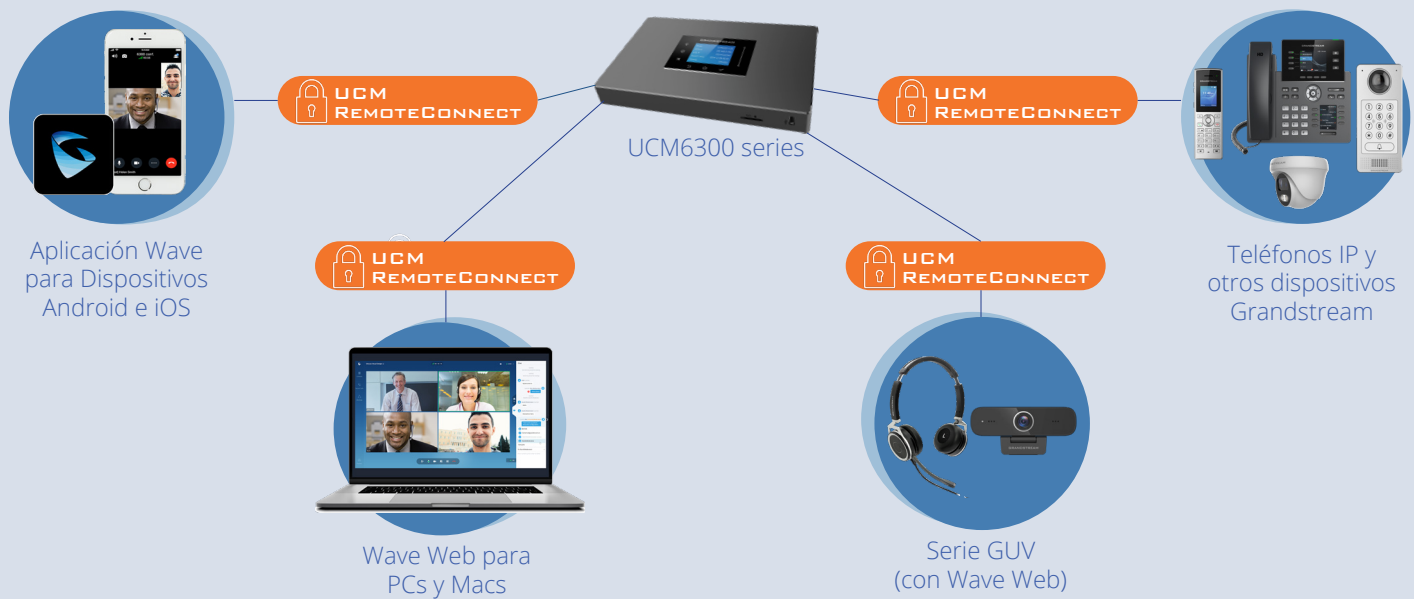 UCM
REMOTECONNECT
UCM
REMOTECONNECT
UCM6300 series
Aplicación Wave
para Dispositivos
Android e iOS
Teléfonos IP y
otros dispositivos
Grandstream
UCM
REMOTECONNECT
UCM
REMOTECONNECT
Wave Web para
PCs y Macs
Serie GUV
(con Wave Web)